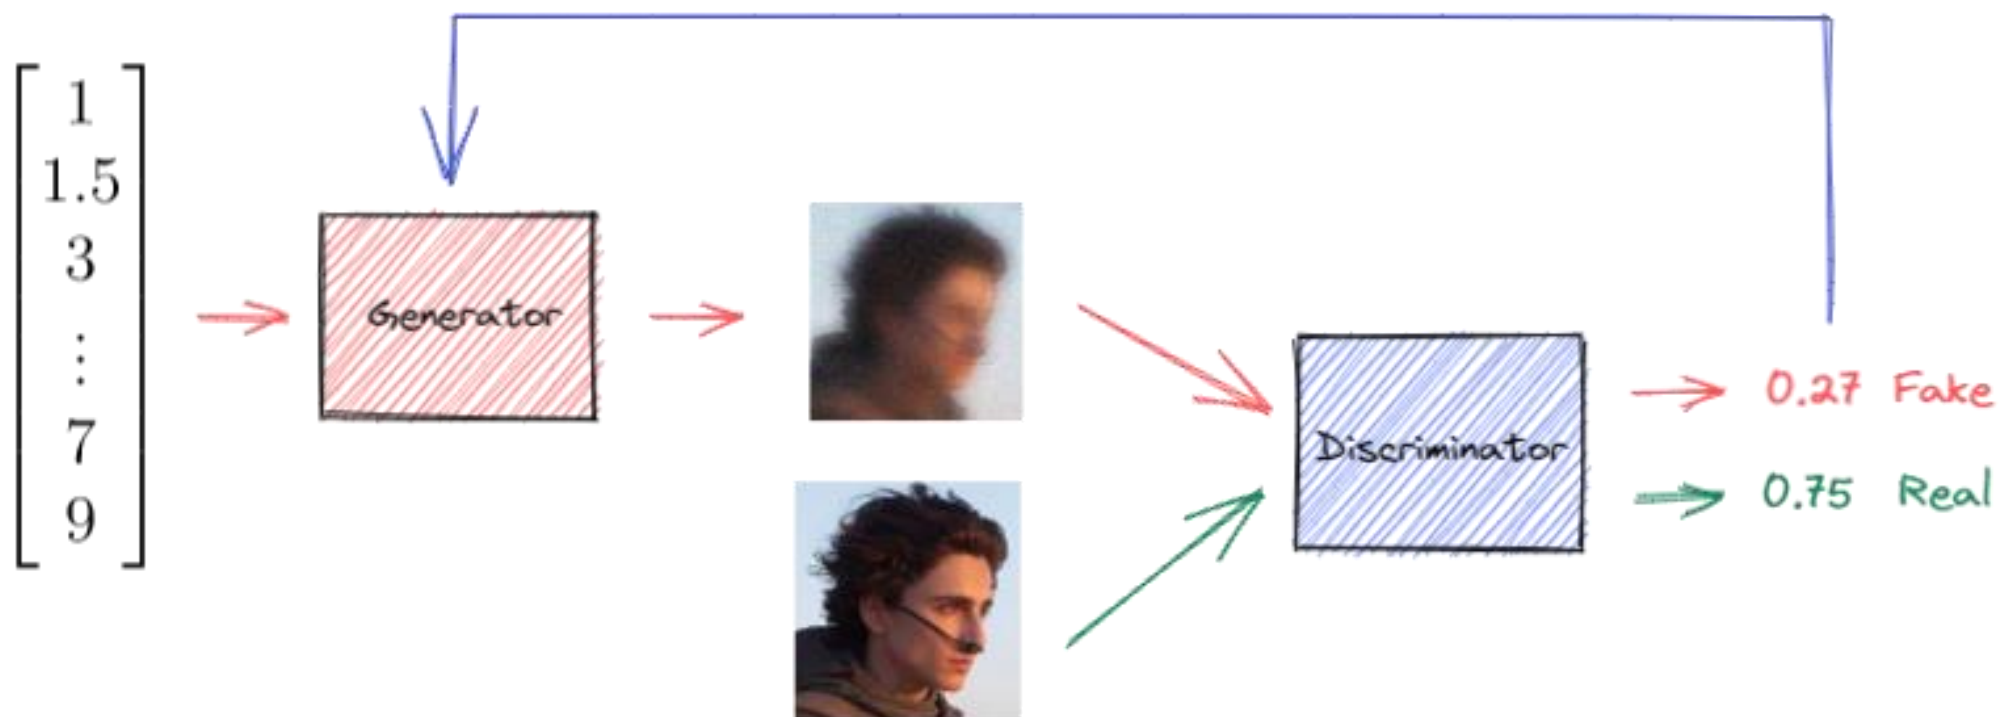 1
1.5
3
⋮
7
9
Generator
Discriminator
0.27 Fake
0.75 Real